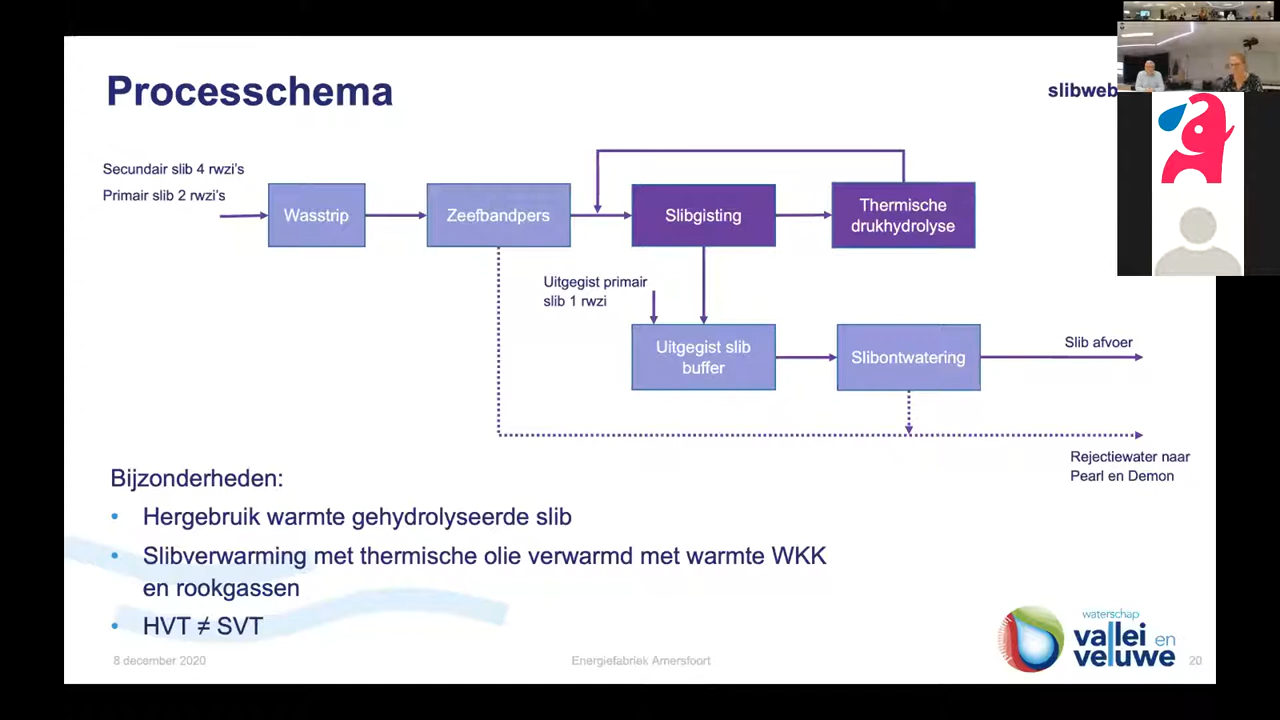 Processchema
slibweb
Secundair slib 4 rwzi's
Primair slib 2 rwzi's
Wasstrip
Zeefbandpers
Slibgisting
Thermische
drukhydrolyse
Uitgegist primair
slib 1 rwzi
Uitgegist slib
buffer
Slibontwatering
Slib afvoer
Rejectiewater naar
Pearl en Demon
Bijzonderheden:
• Hergebruik warmte gehydrolyseerde slib
• Slibverwarming met thermische olie verwarmd met warmte WKK
en rookgassen
• HVT ≠ SVT
8 december 2020
Energiefabriek Amersfoort
waterschap
vallei en
veluwe
20